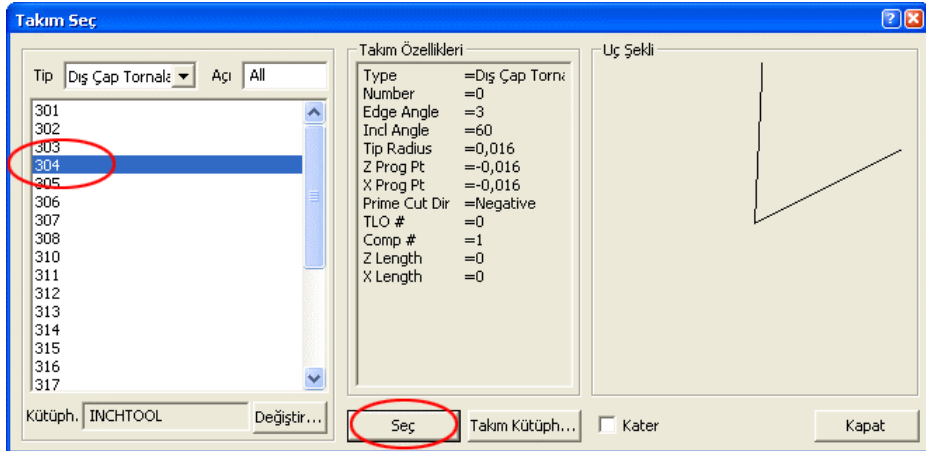 Takım Seç
Tip Dış Çap Tornala Açı All
301
302
303
304
305
306
307
308
310
311
312
313
314
315
316
317
Kütüph. INCHTOOL Değiştir...
Takım Özellikleri
Type =Dış Çap Torna
Number =0
Edge Angle =3
Incl Angle =60
Tip Radius =0,016
Z Prog Pt =-0,016
X Prog Pt =-0,016
Prime Cut Dir =Negative
TLO # =0
Comp # =1
Z Length =0
X Length =0
Uç Şekli
Seç Takım Kütüph... Kater Kapat